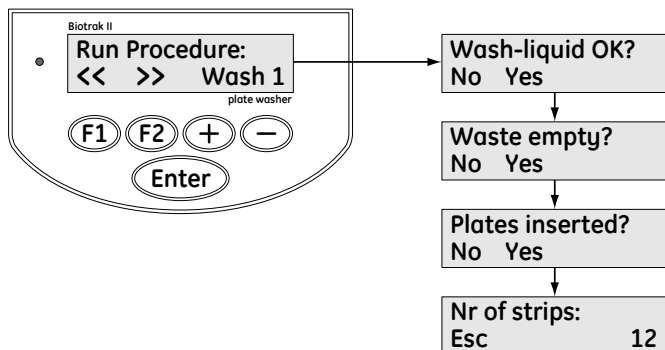 Biotrak II
Run Procedure:
<< >> Wash 1
plate washer
F1 F2 + −
Enter
Wash-liquid OK?
No Yes
Waste empty?
No Yes
Plates inserted?
No Yes
Nr of strips:
Esc 12